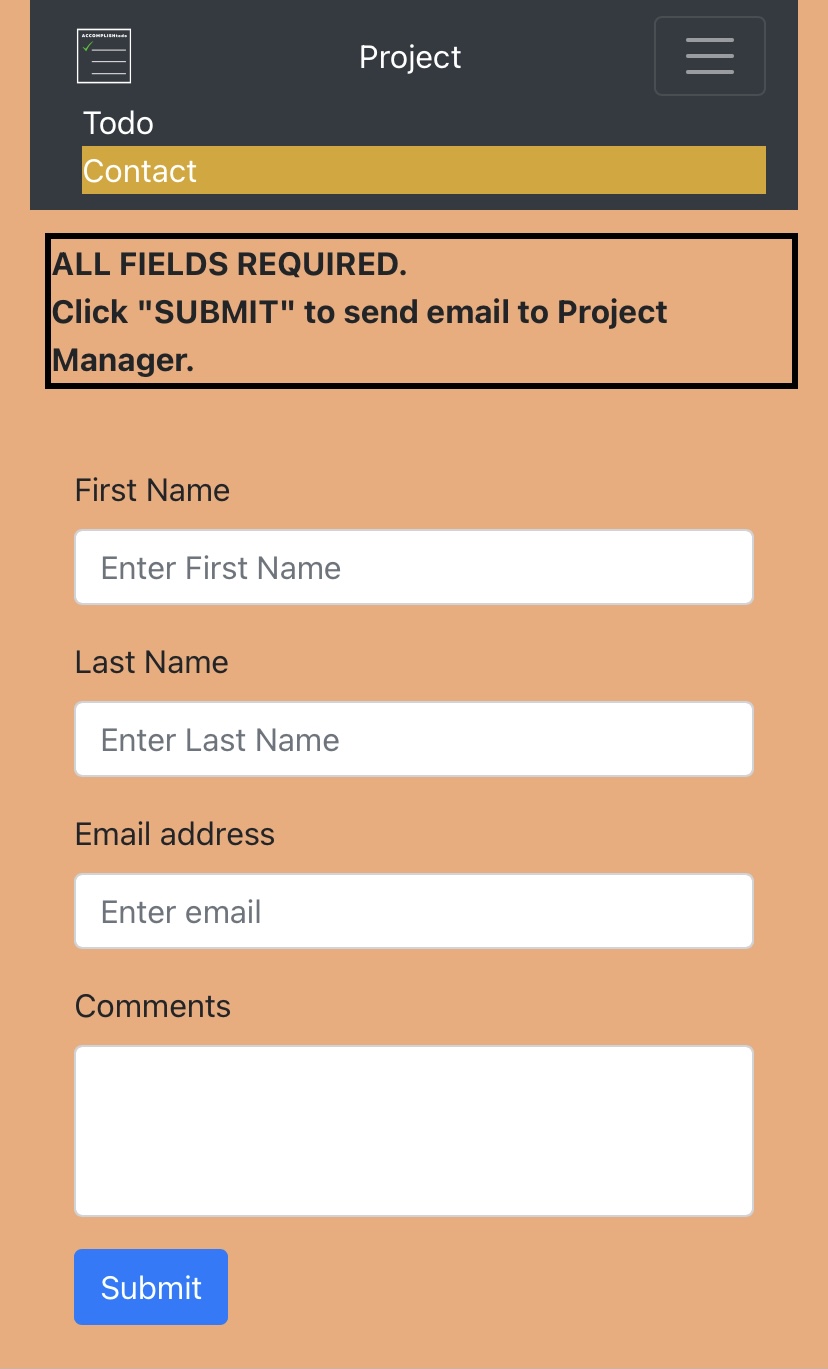 ACCOMPLISHtodo
Project
Todo
Contact
ALL FIELDS REQUIRED.
Click "SUBMIT" to send email to Project
Manager.
First Name
Enter First Name
Last Name
Enter Last Name
Email address
Enter email
Comments
Submit